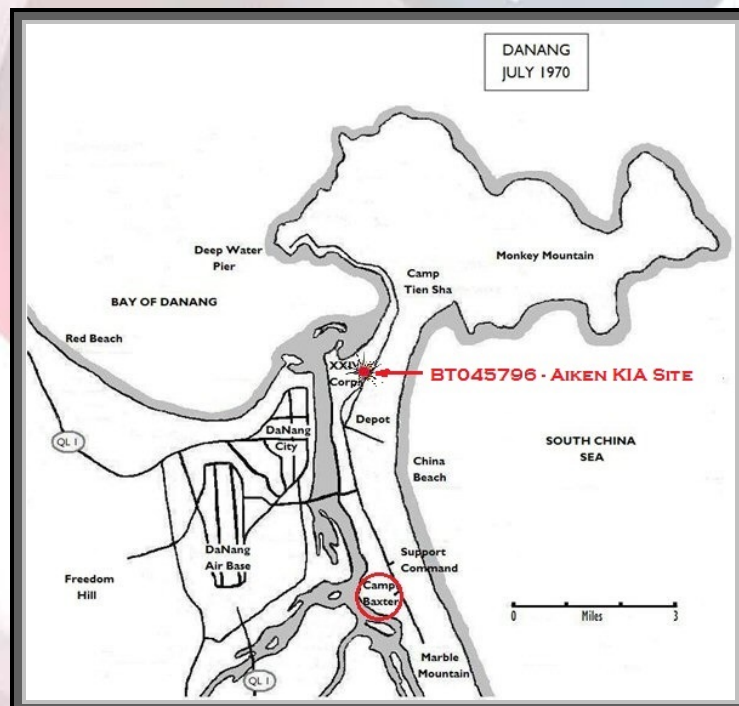 DANANG
JULY 1970
Deep Water
Pier
Monkey Mountain
Camp
Tien Sha
BAY OF DANANG
Red Beach
XXIV
Corp
BT045796 - AIKEN KIA SITE
Depot
DaNang
City
QL 1
SOUTH CHINA
SEA
China
Beach
DaNang
Air Base
Support
Command
Freedom
Hill
Camp
Baxter
0 Miles 3
Marble
Mountain
QL 1